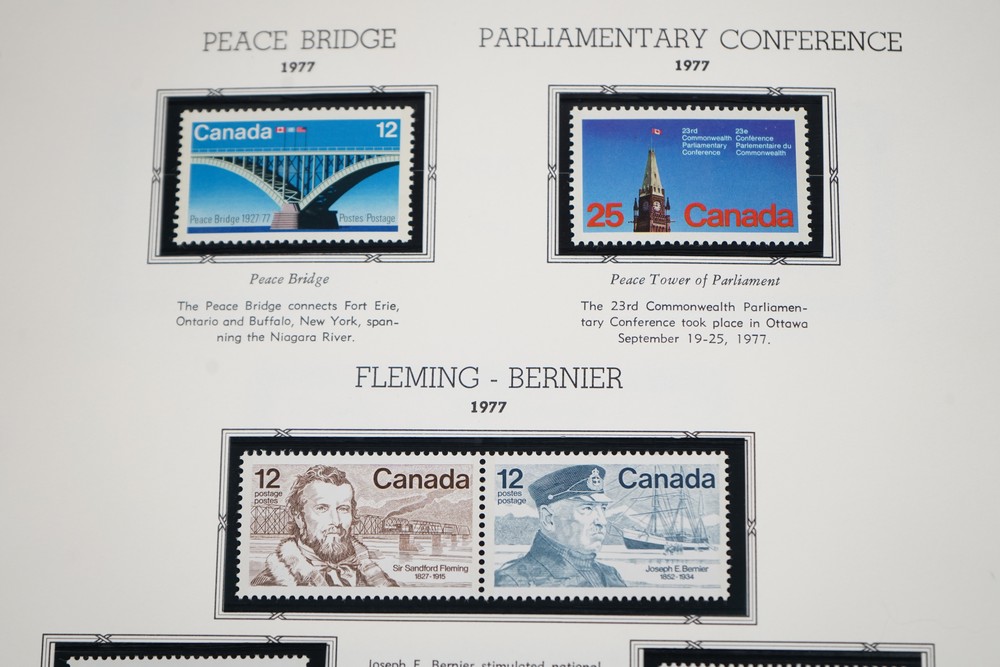 PEACE BRIDGE
1977
Canada 12
Peace Bridge 1927-77 Postes Postage
Peace Bridge
The Peace Bridge connects Fort Erie,
Ontario and Buffalo, New York, span-
ning the Niagara River.
PARLIAMENTARY CONFERENCE
1977
23rd
Commonwealth
Parliamentary
Conference
23e
Conférence
Parlementaire du
Commonwealth
25 Canada
Peace Tower of Parliament
The 23rd Commonwealth Parliamen-
tary Conference took place in Ottawa
September 19-25, 1977.
FLEMING - BERNIER
1977
12 Canada
postage
postes
Sir Sandford Fleming
1827-1915
12 Canada
postes
postage
Joseph E. Bernier
1852-1934
Joseph E. Bernier stimulated national